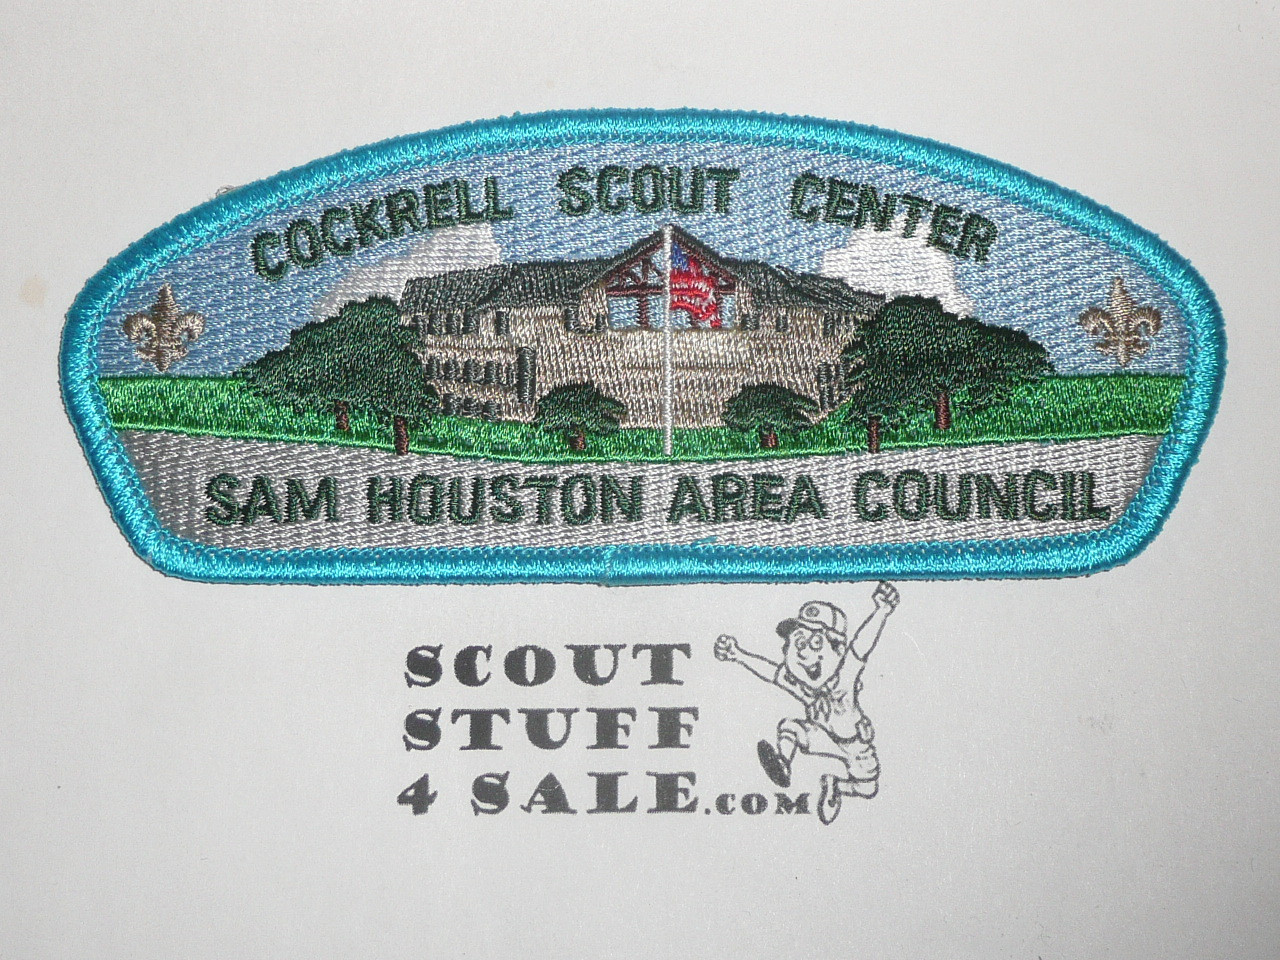 COCKRELL SCOUT CENTER
SAM HOUSTON AREA COUNCIL
SCOUT
STUFF
4 SALE.COM